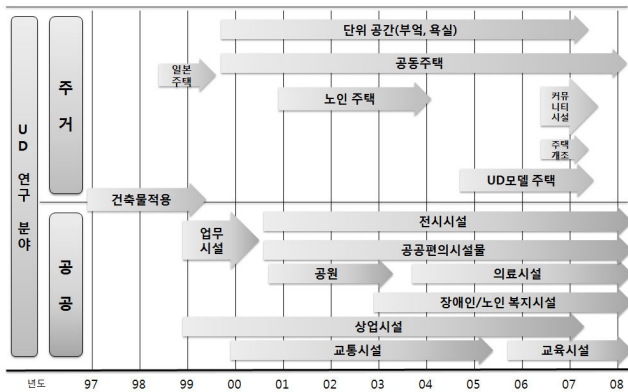 UD 연구 분야
주거
단위 공간(부엌, 욕실)
공동주택
일본
주택
노인 주택
커뮤
니티
시설
주택
개조
UD모델 주택
건축물적용
공공
전시시설
업무
시설
공공편의시설물
공원
의료시설
장애인/노인 복지시설
상업시설
교통시설
교육시설
년도 97 98 99 00 01 02 03 04 05 06 07 08